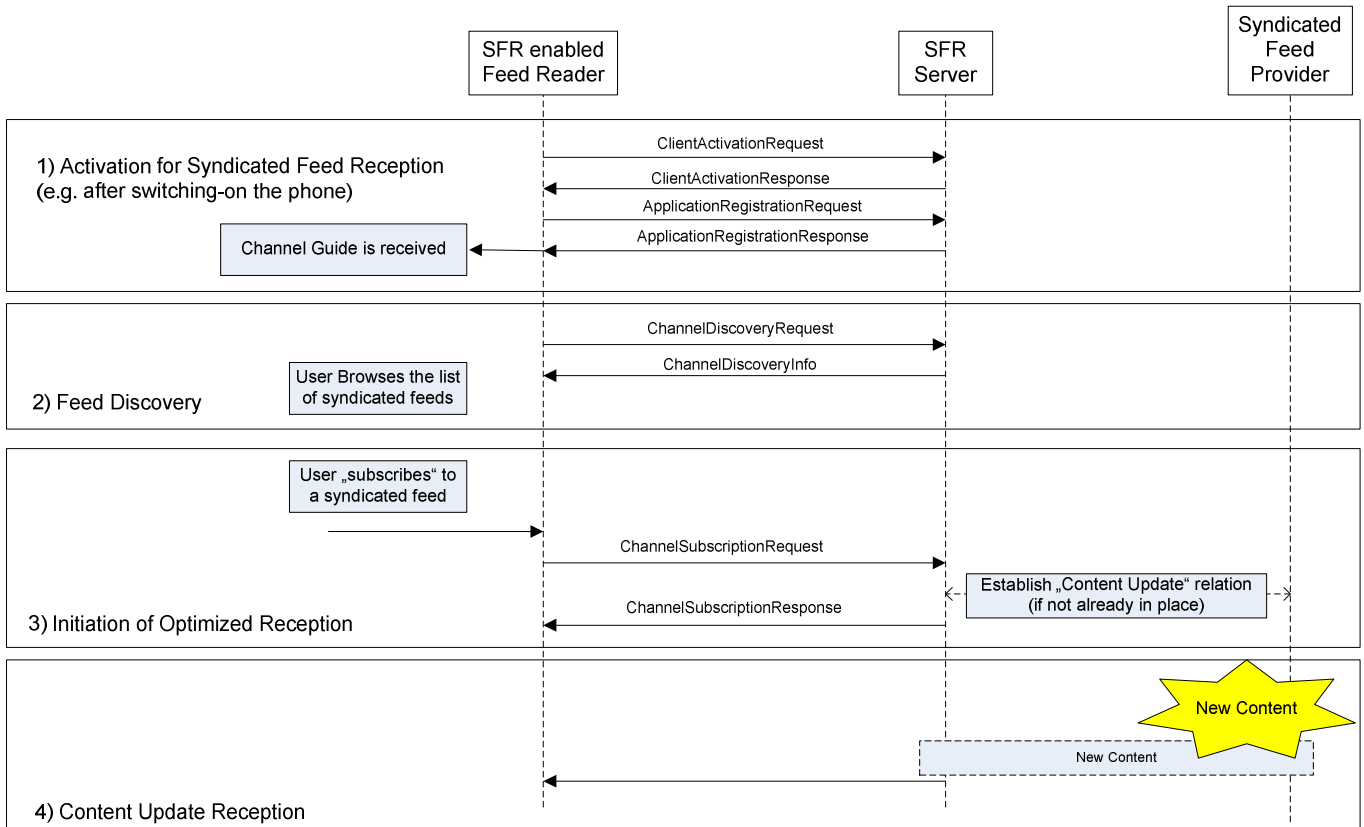 SFR enabled
Feed Reader
SFR
Server
Syndicated
Feed
Provider
1) Activation for Syndicated Feed Reception
(e.g. after switching-on the phone)
ClientActivationRequest
ClientActivationResponse
ApplicationRegistrationRequest
ApplicationRegistrationResponse
Channel Guide is received
ChannelDiscoveryRequest
ChannelDiscoveryInfo
User Browses the list
of syndicated feeds
2) Feed Discovery
User „subscribes“ to
a syndicated feed
ChannelSubscriptionRequest
Establish „Content Update“ relation
(if not already in place)
ChannelSubscriptionResponse
3) Initiation of Optimized Reception
New Content
New Content
4) Content Update Reception